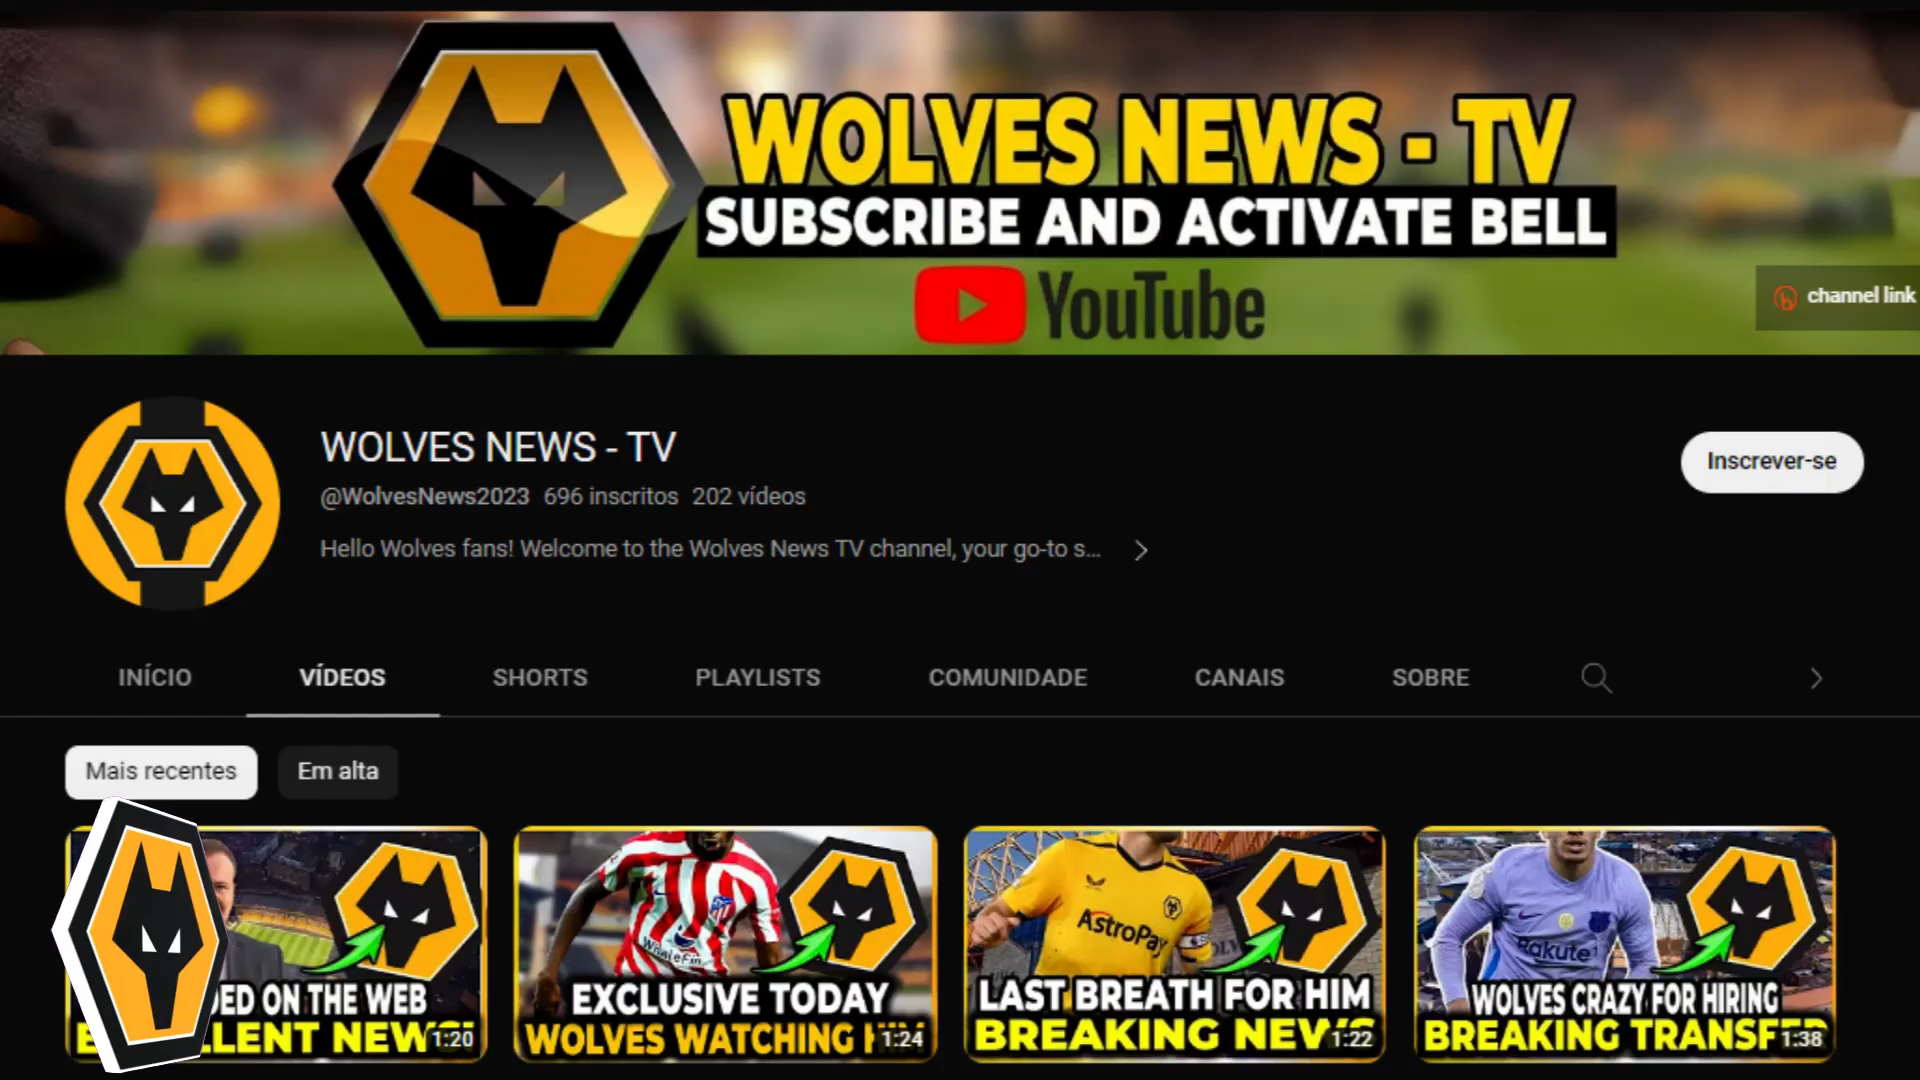 WOLVES NEWS - TV
SUBSCRIBE AND ACTIVATE BELL
YouTube
channel link
WOLVES NEWS - TV
@WolvesNews2023 696 inscritos 202 vídeos
Hello Wolves fans! Welcome to the Wolves News TV channel, your go-to s...
Inscrever-se
INÍCIO VÍDEOS SHORTS PLAYLISTS COMUNIDADE CANAIS SOBRE
Mais recentes Em alta
ON THE WEB
1:20
WhaleFin
EXCLUSIVE TODAY
WOLVES WATCHING
1:24
AstroPay
LAST BREATH FOR HIM
BREAKING NEWS
1:22
Rakuten
WOLVES CRAZY FOR HIRING
BREAKING TRANSFER
1:38